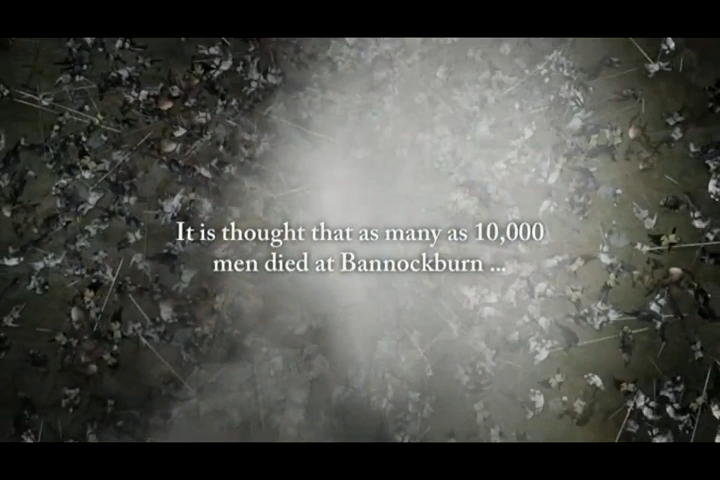 It is thought that as many as 10,000
men died at Bannockburn ...